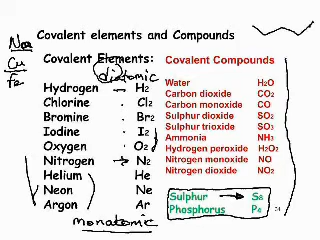 Covalent elements and Compounds
Na
Cu
Fe
Covalent Elements:
diatomic
Hydrogen → H2
Chlorine . Cl2
Bromine . Br2
Iodine . I2
Oxygen . O2
Nitrogen → N2
Helium He
Neon Ne
Argon Ar
monatomic
Covalent Compounds
Water H2O
Carbon dioxide CO2
Carbon monoxide CO
Sulphur dioxide SO2
Sulphur trioxide SO3
Ammonia NH3
Hydrogen peroxide H2O2
Nitrogen monoxide NO
Nitrogen dioxide NO2
Sulphur → S8
Phosphorus P4